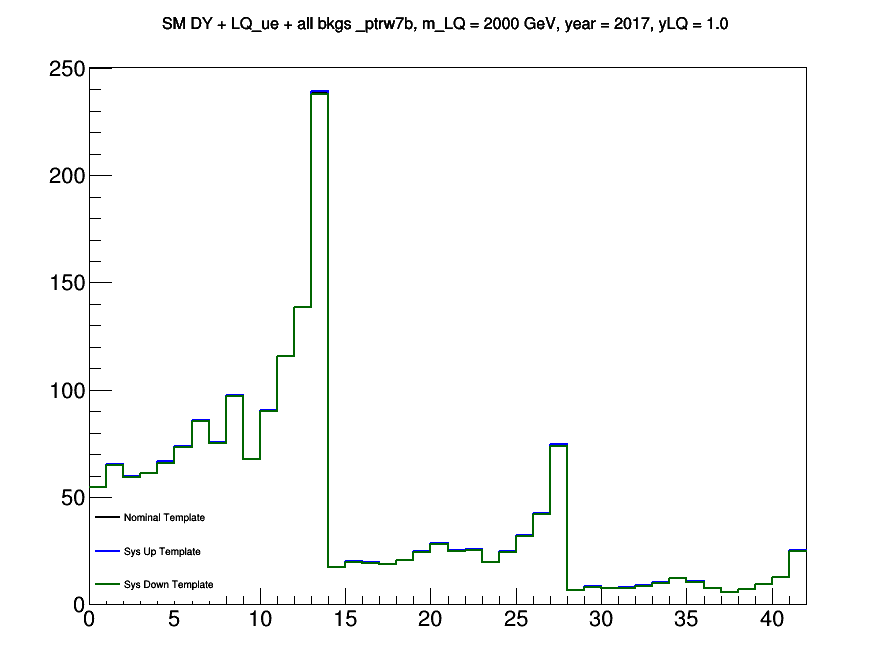 SM DY + LQ_ue + all bkgs _ptrw7b, m_LQ = 2000 GeV, year = 2017, yLQ = 1.0
250
200
150
100
50
0
Nominal Template
Sys Up Template
Sys Down Template
0 5 10 15 20 25 30 35 40